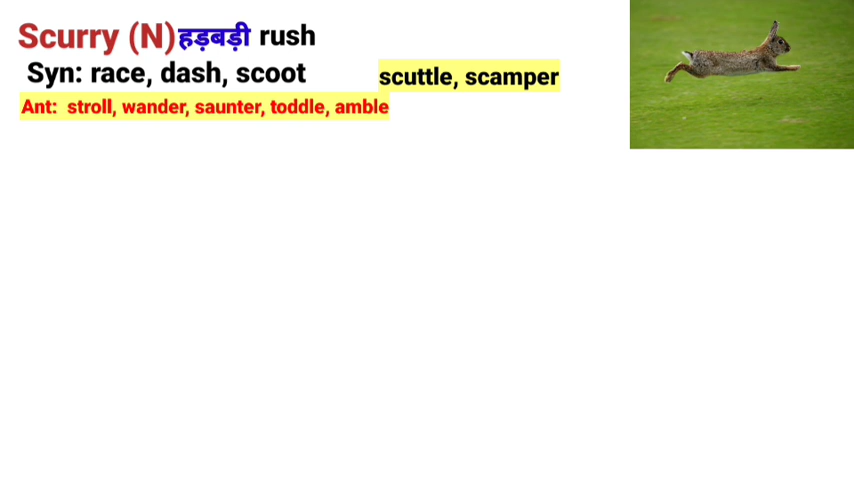 Scurry (N) हड़बड़ी rush
Syn: race, dash, scoot scuttle, scamper
Ant: stroll, wander, saunter, toddle, amble